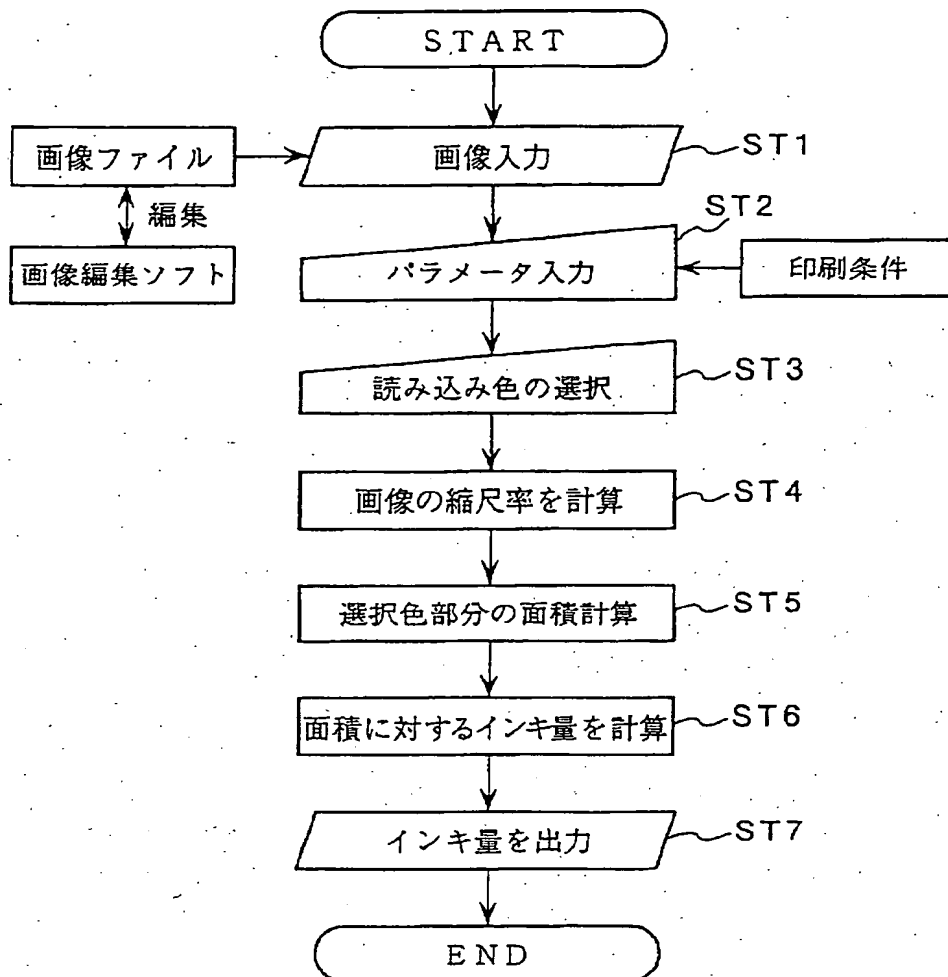 START
画像ファイル
画像入力
ST1
編集
ST2
画像編集ソフト
パラメータ入力
印刷条件
読み込み色の選択
ST3
画像の縮尺率を計算
ST4
選択色部分の面積計算
ST5
面積に対するインキ量を計算
ST6
インキ量を出力
ST7
END